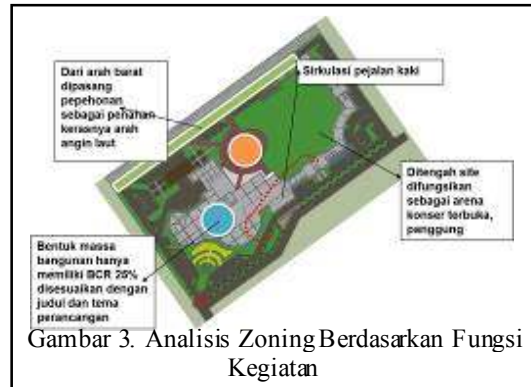 Dari arah barat
dipasang
pepehonan
sebagai penahan
kerasnya arah
angin laut
Sirkulasi pejalan kaki
Ditengah site
difungsikan
sebagai arena
konser terbuka,
panggung
Bentuk massa
bangunan hanya
memiliki BCR 25%
disesuaikan dengan
judul dan tema
perancangan
Gambar 3. Analisis Zoning Berdasarkan Fungsi
Kegiatan